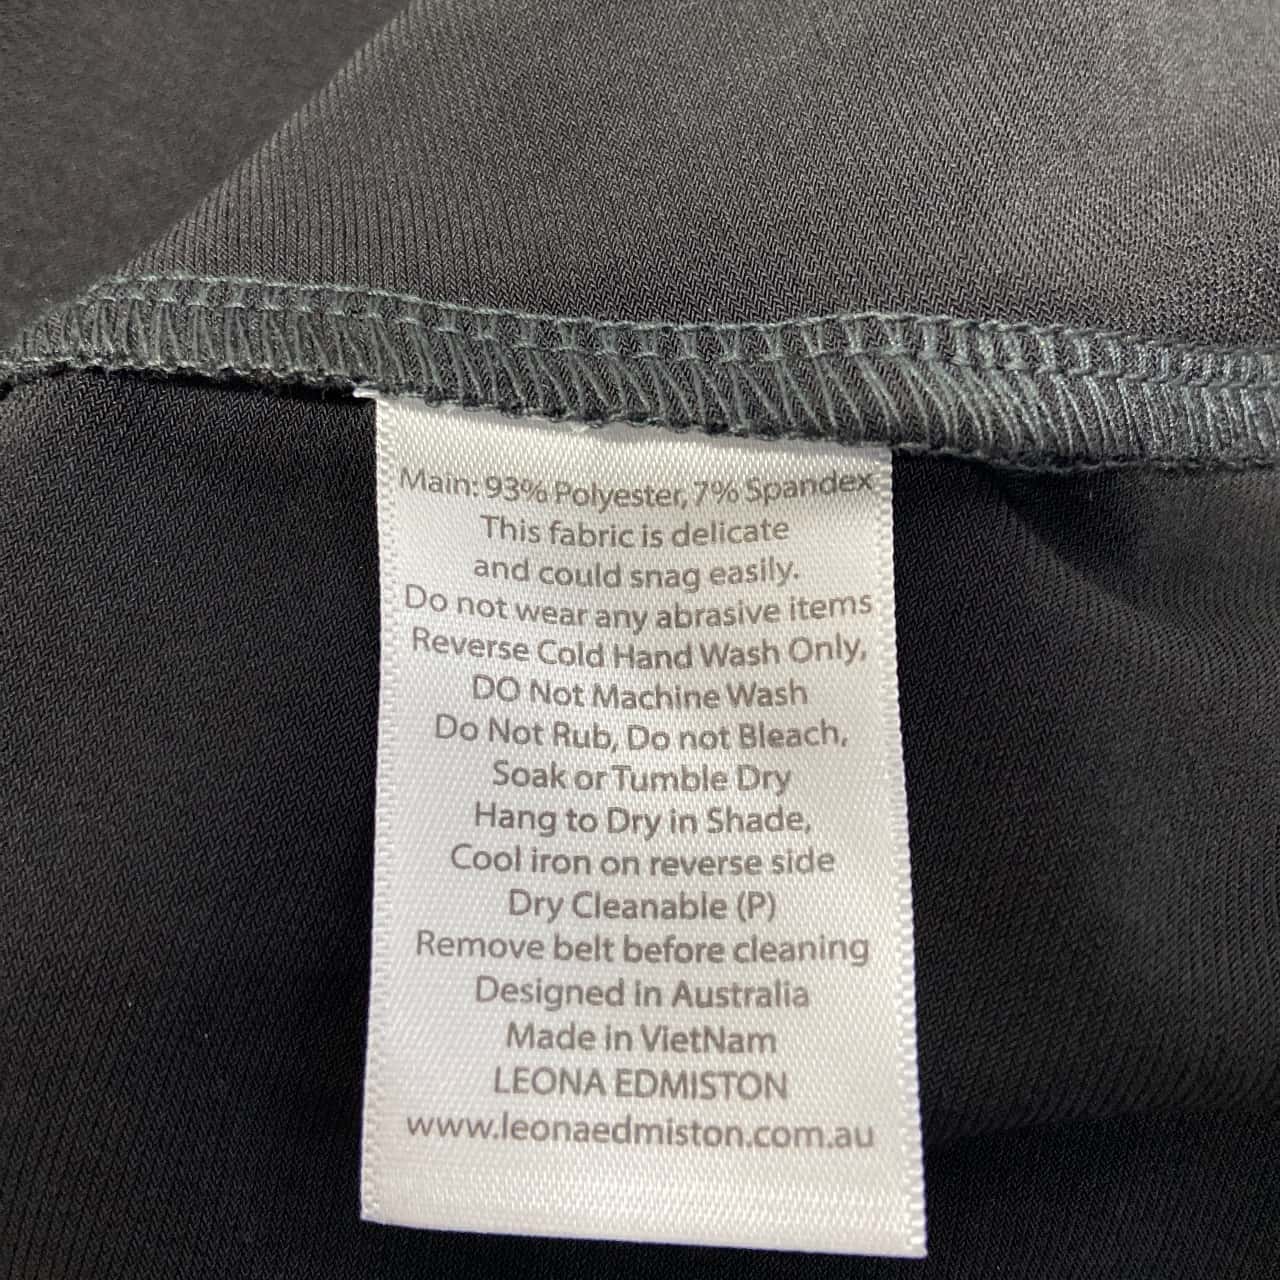 Main: 93% Polyester, 7% Spandex
This fabric is delicate
and could snag easily.
Do not wear any abrasive items
Reverse Cold Hand Wash Only,
DO Not Machine Wash
Do Not Rub, Do not Bleach,
Soak or Tumble Dry
Hang to Dry in Shade,
Cool iron on reverse side
Dry Cleanable (P)
Remove belt before cleaning
Designed in Australia
Made in VietNam
LEONA EDMISTON
www.leonaedmiston.com.au